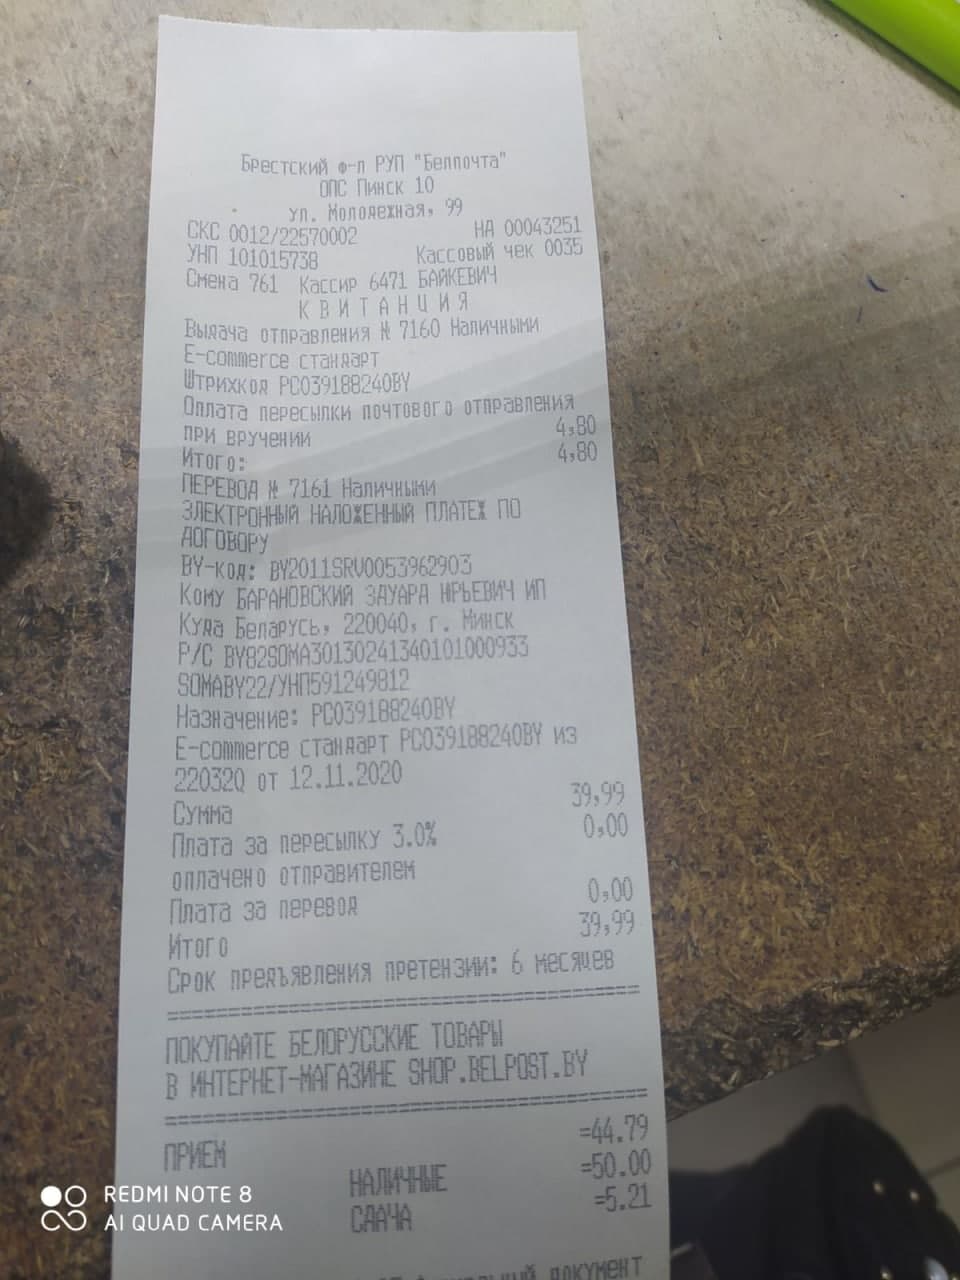 Брестский ф-л РУП "Белпочта"
ОПС Пинск 10
ул. Молодежная, 99
СКС 0012/22570002 НД 00043251
УНП 101015738 Кассовый чек 0035
Смена 761 Кассир 6471 БАЙКЕВИЧ
КВИТАНЦИЯ
Выдача отправления № 7160 Наличными
E-commerce стандарт
Штрихкод PC039188240BY
Оплата пересылки почтового отправления
при вручении 4,80
Итого: 4,80
ПЕРЕВОД № 7161 Наличными
ЭЛЕКТРОННЫЙ НАЛОЖЕННЫЙ ПЛАТЕЖ ПО
ДОГОВОРУ
BY-код: BY2011SRV0053962903
Кому БАРАНОВСКИЙ ЭДУАРД ЮРЬЕВИЧ ИП
Куда Беларусь, 220040, г. Минск
Р/С BY82SOMA30130241340101000933
SOMABY22/УНП591249812
Назначение: PC039188240BY
E-commerce стандарт PC039188240BY из
220320 от 12.11.2020
Сумма 39,99
Плата за пересылку 3.0% 0,00
оплачено отправителем
Плата за перевод 0,00
Итого 39,99
Срок предъявления претензии: 6 месяцев
ПОКУПАЙТЕ БЕЛОРУССКИЕ ТОВАРЫ
В ИНТЕРНЕТ-МАГАЗИНЕ SHOP.BELPOST.BY
ПРИЕМ =44.79
НАЛИЧНЫЕ =50.00
СДАЧА =5.21
документ
REDMI NOTE 8
AI QUAD CAMERA